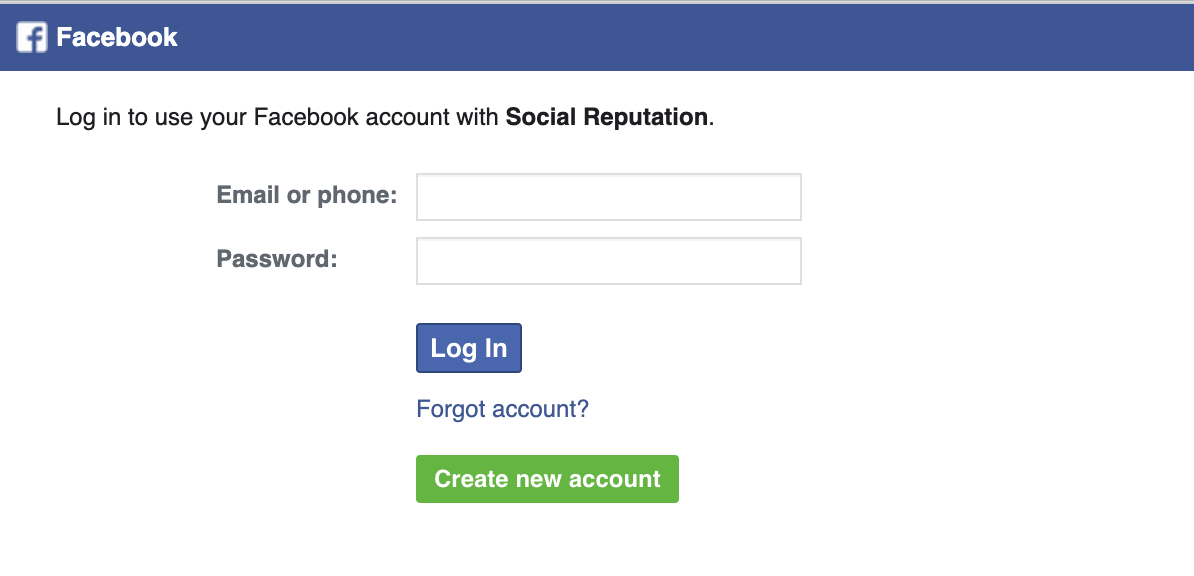 Facebook
Log in to use your Facebook account with Social Reputation.
Email or phone:
Password:
Log In
Forgot account?
Create new account